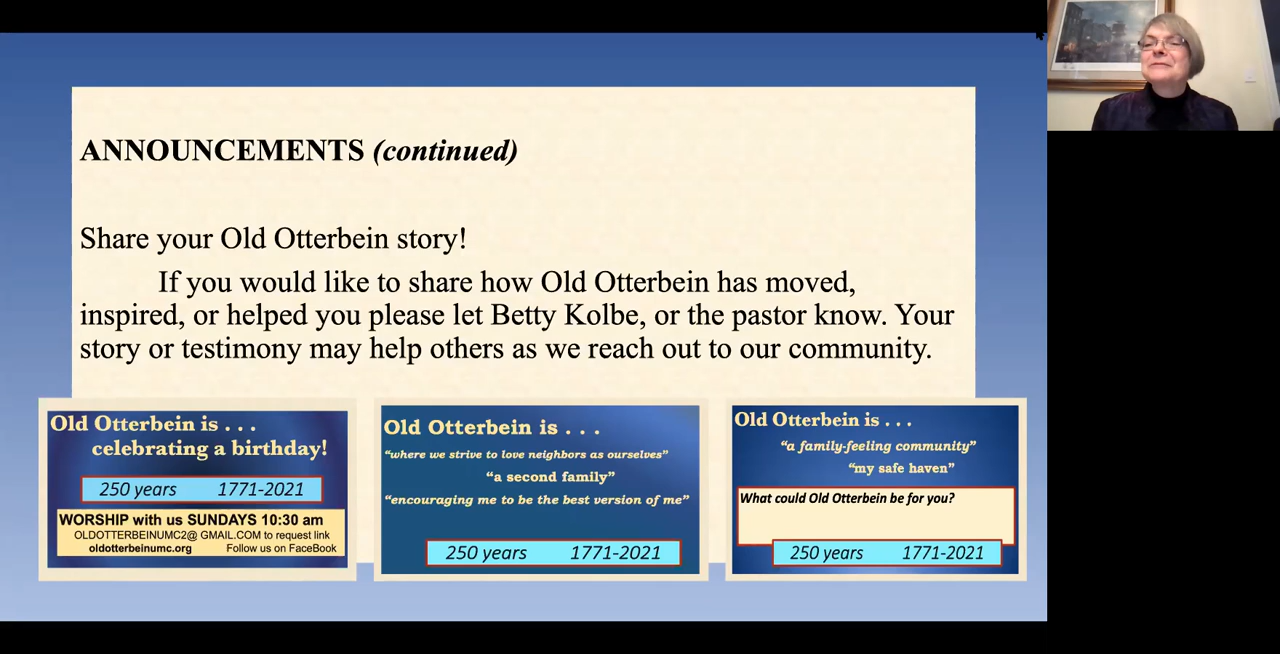 ANNOUNCEMENTS (continued)
Share your Old Otterbein story!
If you would like to share how Old Otterbein has moved,
inspired, or helped you please let Betty Kolbe, or the pastor know. Your
story or testimony may help others as we reach out to our community.
Old Otterbein is . . .
celebrating a birthday!
250 years 1771-2021
WORSHIP with us SUNDAYS 10:30 am
OLDOTTERBEINUMC2@ GMAIL.COM to request link
oldotterbeinumc.org Follow us on FaceBook
Old Otterbein is . . .
“where we strive to love neighbors as ourselves”
“a second family”
“encouraging me to be the best version of me”
250 years 1771-2021
Old Otterbein is . . .
“a family-feeling community”
“my safe haven”
What could Old Otterbein be for you?
250 years 1771-2021